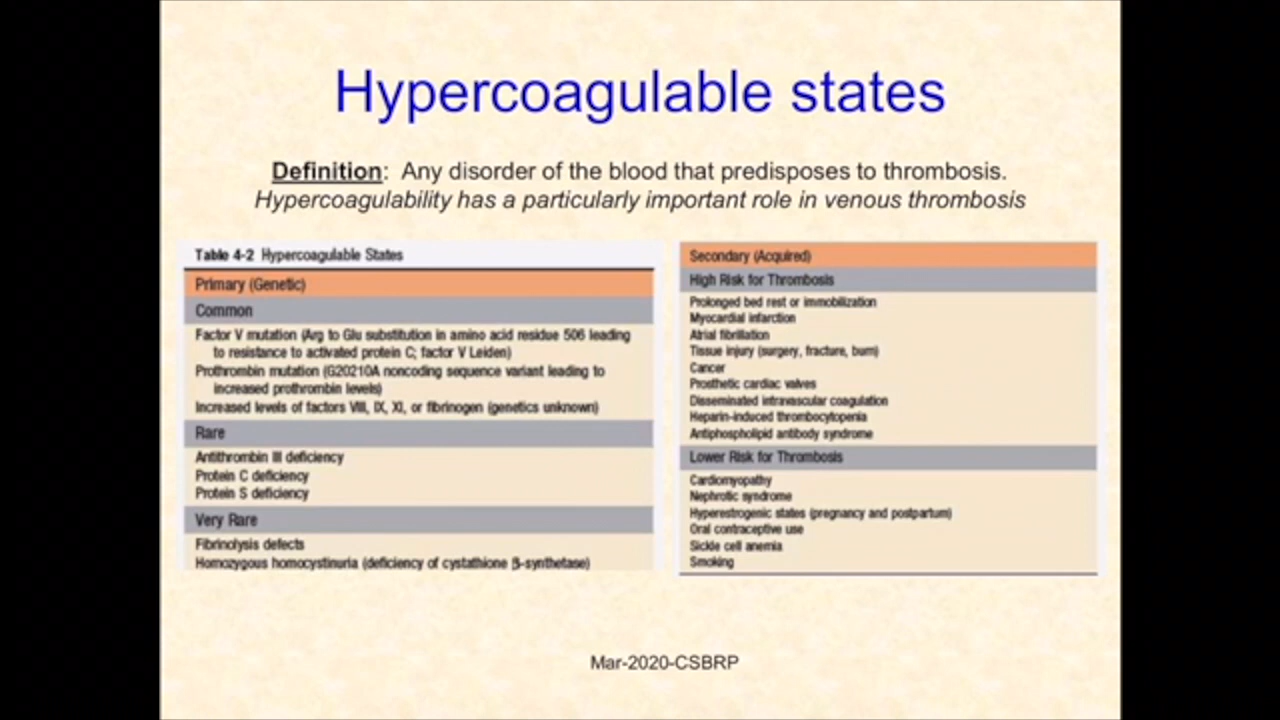 Hypercoagulable states
Definition: Any disorder of the blood that predisposes to thrombosis.
Hypercoagulability has a particularly important role in venous thrombosis
Table 4-2 Hypercoagulable States
Primary (Genetic)
Common
Factor V mutation (Arg to Glu substitution in amino acid residue 506 leading
to resistance to activated protein C; factor V Leiden)
Prothrombin mutation (G20210A noncoding sequence variant leading to
increased prothrombin levels)
Increased levels of factors VIII, IX, XI, or fibrinogen (genetics unknown)
Rare
Antithrombin III deficiency
Protein C deficiency
Protein S deficiency
Very Rare
Fibrinolysis defects
Homozygous homocystinuria (deficiency of cystathione β-synthetase)
Secondary (Acquired)
High Risk for Thrombosis
Prolonged bed rest or immobilization
Myocardial infarction
Atrial fibrillation
Tissue injury (surgery, fracture, burn)
Cancer
Prosthetic cardiac valves
Disseminated intravascular coagulation
Heparin-induced thrombocytopenia
Antiphospholipid antibody syndrome
Lower Risk for Thrombosis
Cardiomyopathy
Nephrotic syndrome
Hyperestrogenic states (pregnancy and postpartum)
Oral contraceptive use
Sickle cell anemia
Smoking
Mar-2020-CSBRP